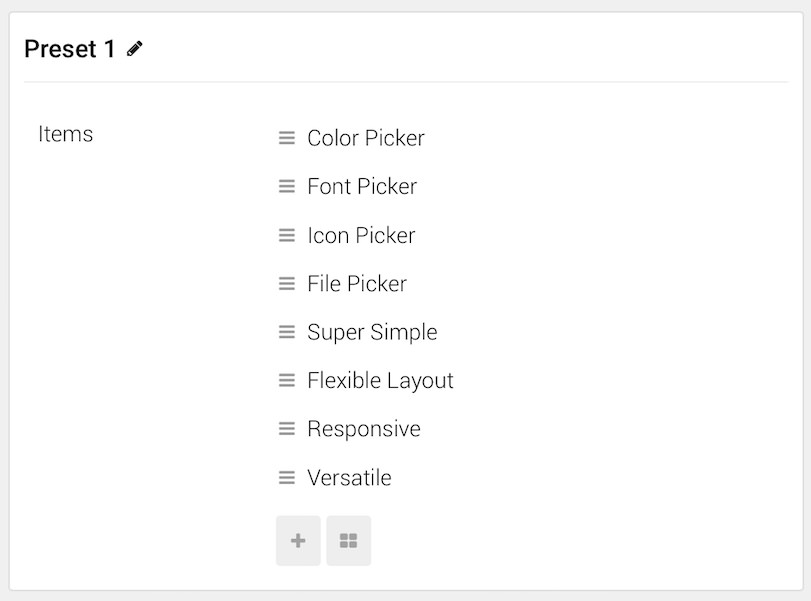 Preset 1
Items
Color Picker
Font Picker
Icon Picker
File Picker
Super Simple
Flexible Layout
Responsive
Versatile